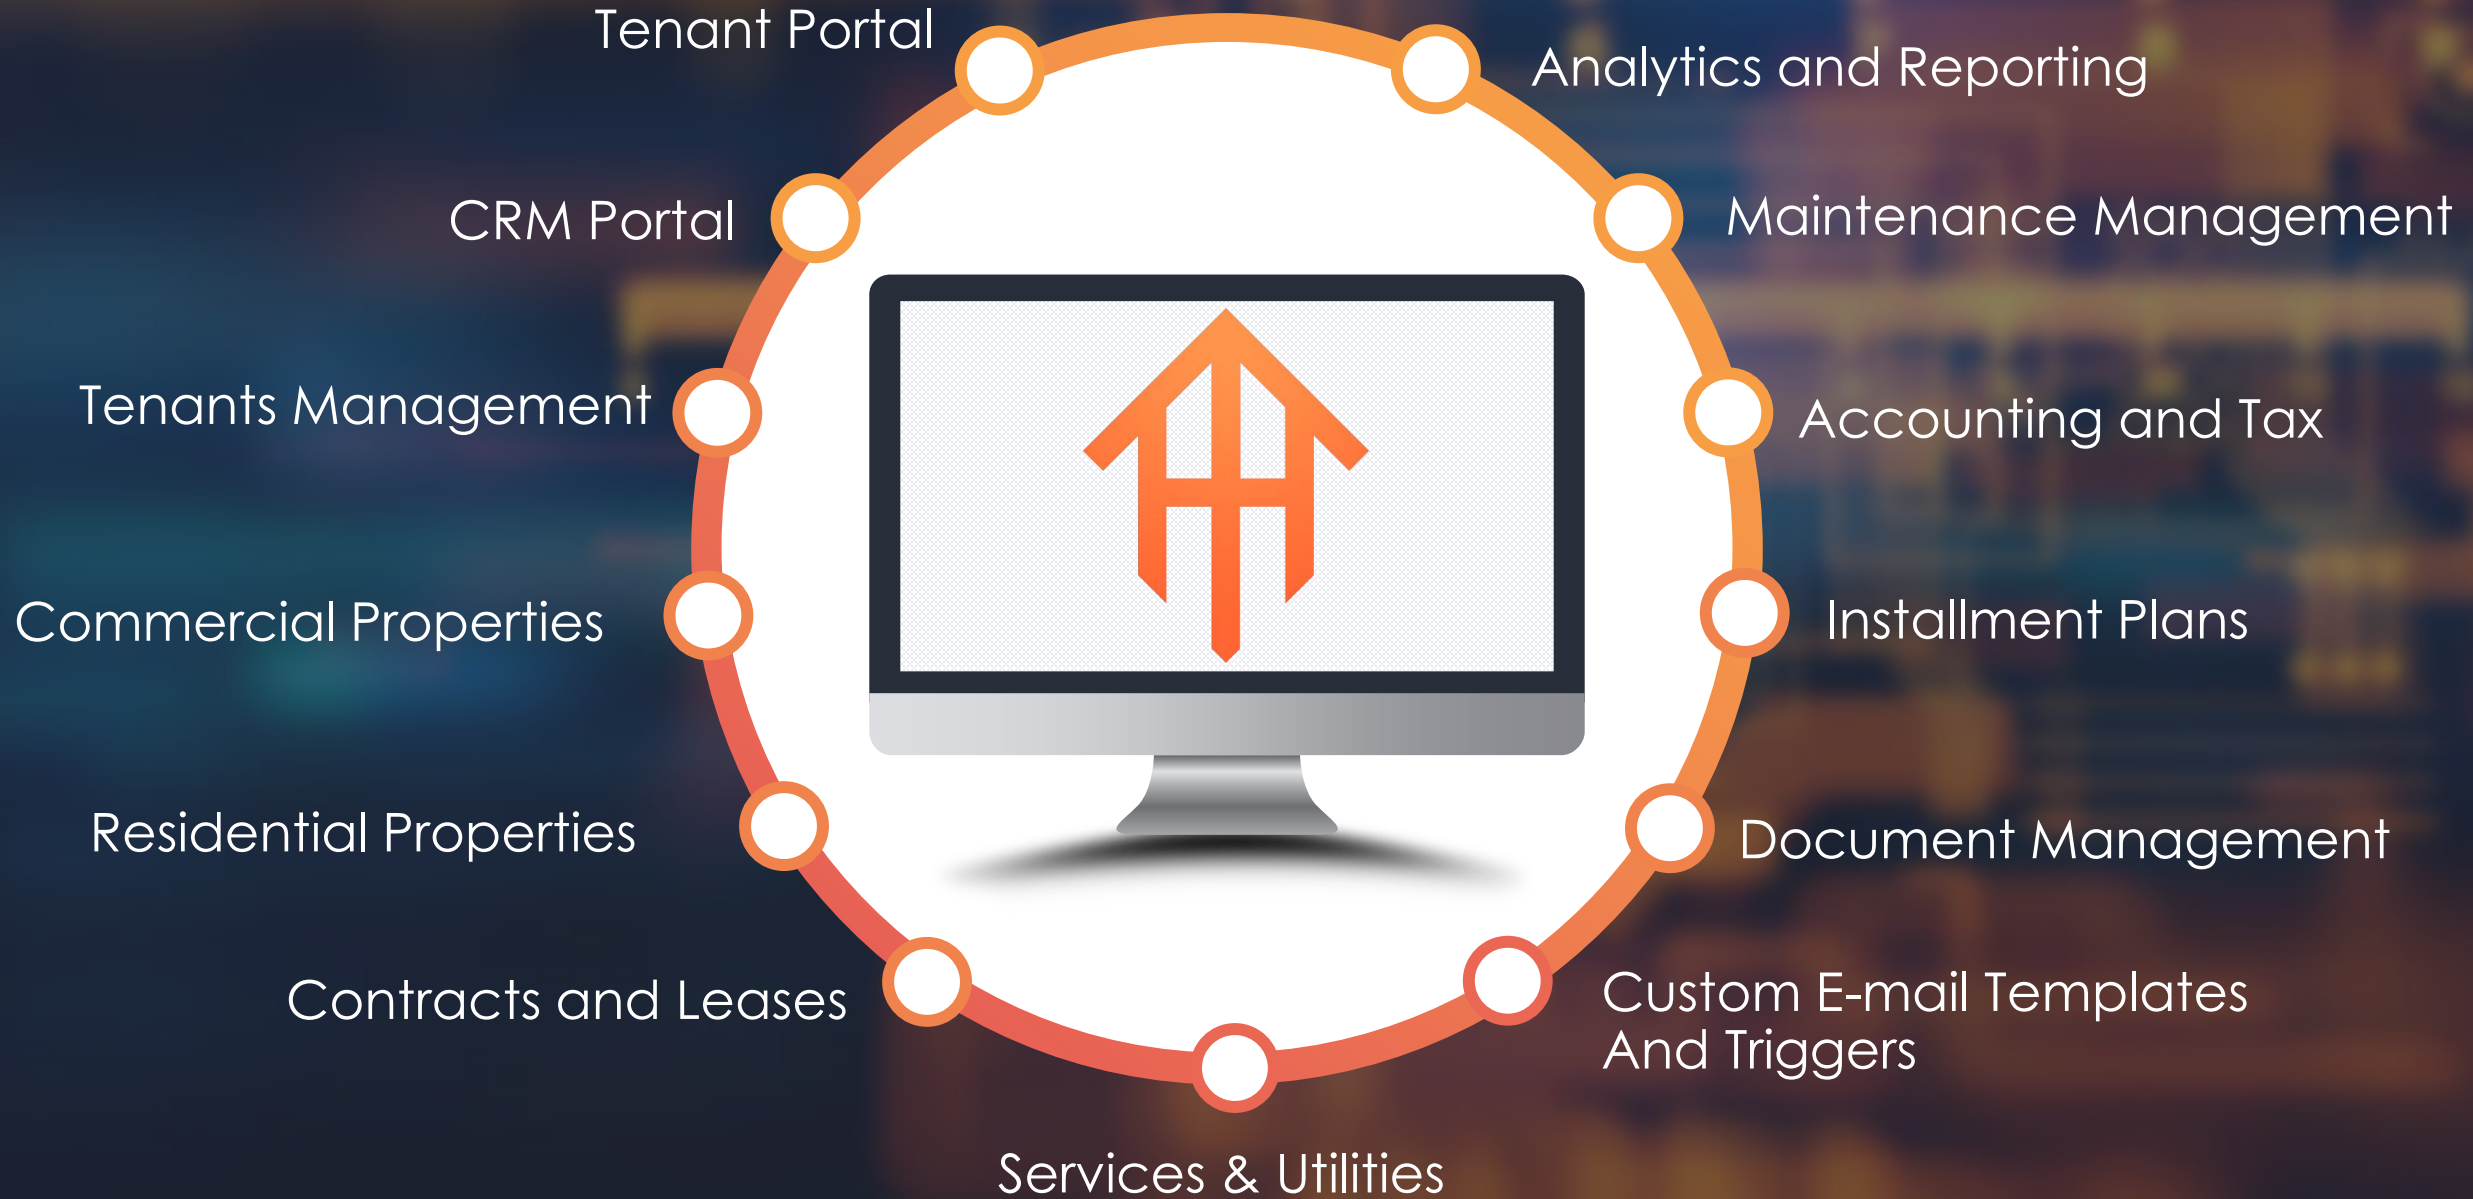 Tenant Portal
Analytics and Reporting
CRM Portal
Maintenance Management
Tenants Management
Accounting and Tax
Commercial Properties
Installment Plans
Residential Properties
Document Management
Contracts and Leases
Custom E-mail Templates
And Triggers
Services & Utilities